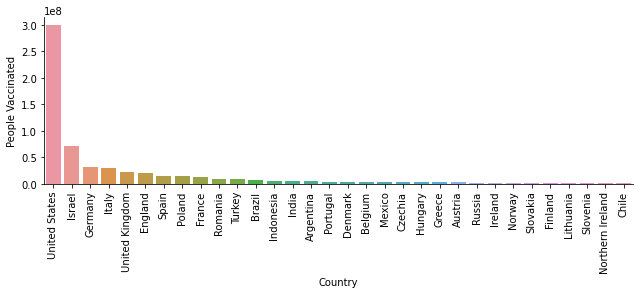 1e8
3.0
2.5
2.0
1.5
1.0
0.5
0.0
People Vaccinated
United States
Israel
Germany
Italy
United Kingdom
England
Spain
Poland
France
Romania
Turkey
Brazil
Indonesia
India
Argentina
Portugal
Denmark
Belgium
Mexico
Czechia
Hungary
Greece
Austria
Russia
Ireland
Norway
Slovakia
Finland
Lithuania
Slovenia
Northern Ireland
Chile
Country